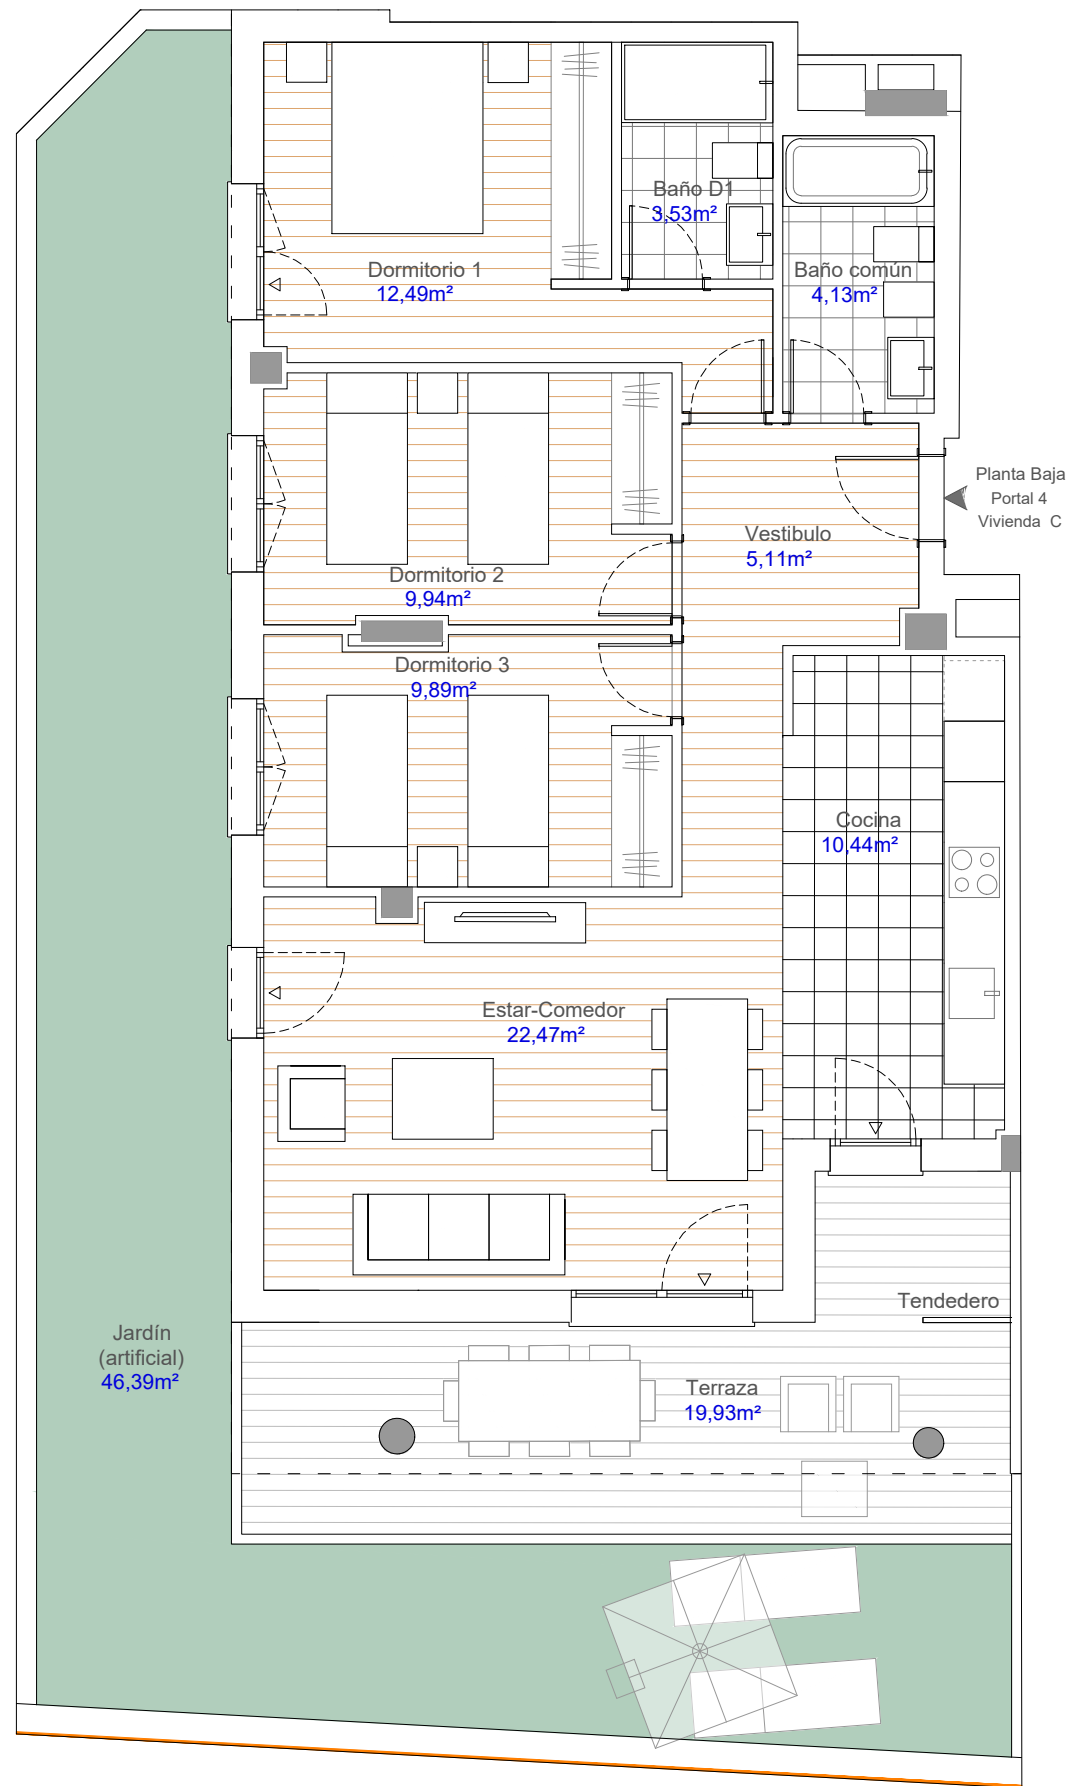 Baño D1
3,53m²
Dormitorio 1
12,49m²
Baño común
4,13m²
Planta Baja
Portal 4
Vivienda C
Vestibulo
5,11m²
Dormitorio 2
9,94m²
Dormitorio 3
9,89m²
Cocina
10,44m²
Estar-Comedor
22,47m²
Tendedero
Jardín
(artificial)
46,39m²
Terraza
19,93m²